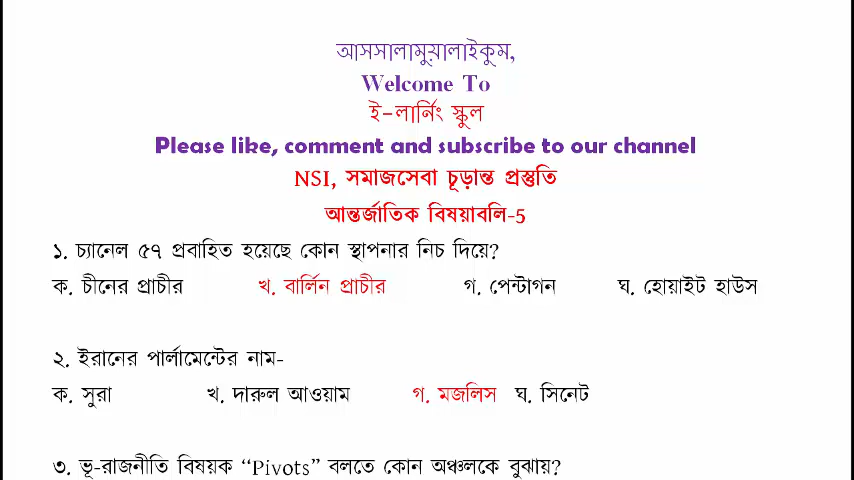 আসসালামুয়ালাইকুম,
Welcome To
ই-লার্নিং স্কুল
Please like, comment and subscribe to our channel
NSI, সমাজসেবা চূড়ান্ত প্রস্তুতি
আন্তর্জাতিক বিষয়াবলি-5
১. চ্যানেল ৫৭ প্রবাহিত হয়েছে কোন স্থাপনার নিচ দিয়ে?
ক. চীনের প্রাচীর খ. বার্লিন প্রাচীর গ. পেন্টাগন ঘ. হোয়াইট হাউস
২. ইরানের পার্লামেন্টের নাম-
ক. সুরা খ. দারুল আওয়াম গ. মজলিস ঘ. সিনেট
৩. ভূ-রাজনীতি বিষয়ক “Pivots” বলতে কোন অঞ্চলকে বুঝায়?